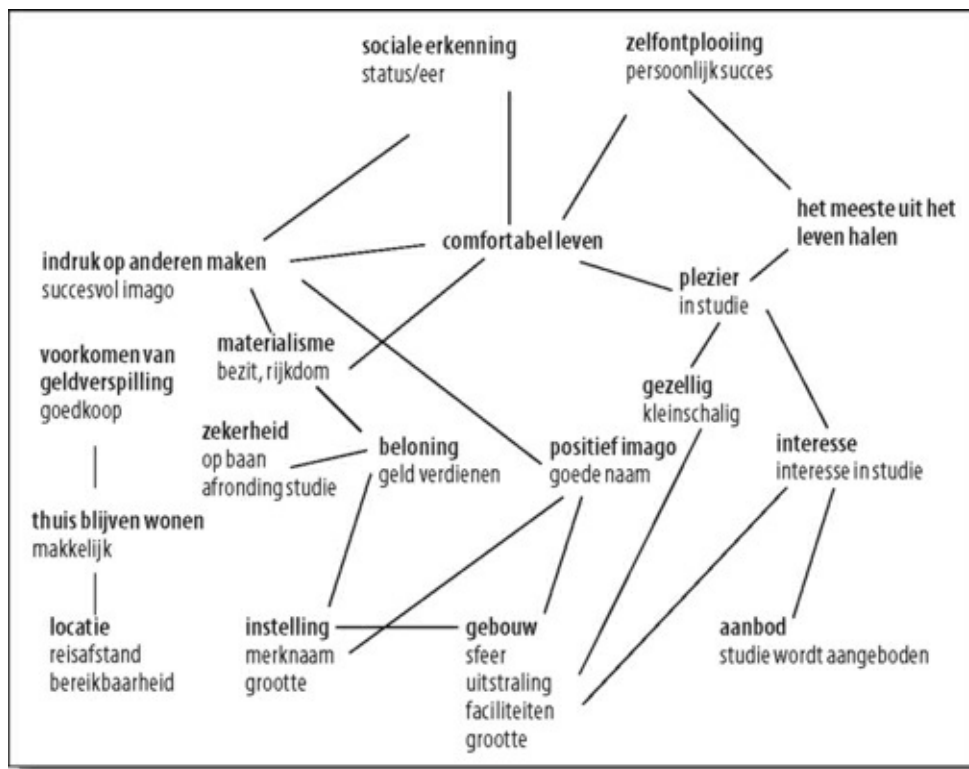 sociale erkenning
status/eer
zelfontplooiing
persoonlijk succes
het meeste uit het
leven halen
comfortabel leven
indruk op anderen maken
succesvol imago
plezier
in studie
materialisme
bezit, rijkdom
voorkomen van
geldverspilling
goedkoop
gezellig
kleinschalig
zekerheid
op baan
afronding studie
beloning
geld verdienen
positief imago
goede naam
interesse
interesse in studie
thuis blijven wonen
makkelijk
locatie
reisafstand
bereikbaarheid
instelling
merknaam
grootte
gebouw
sfeer
uitstraling
faciliteiten
grootte
aanbod
studie wordt aangeboden